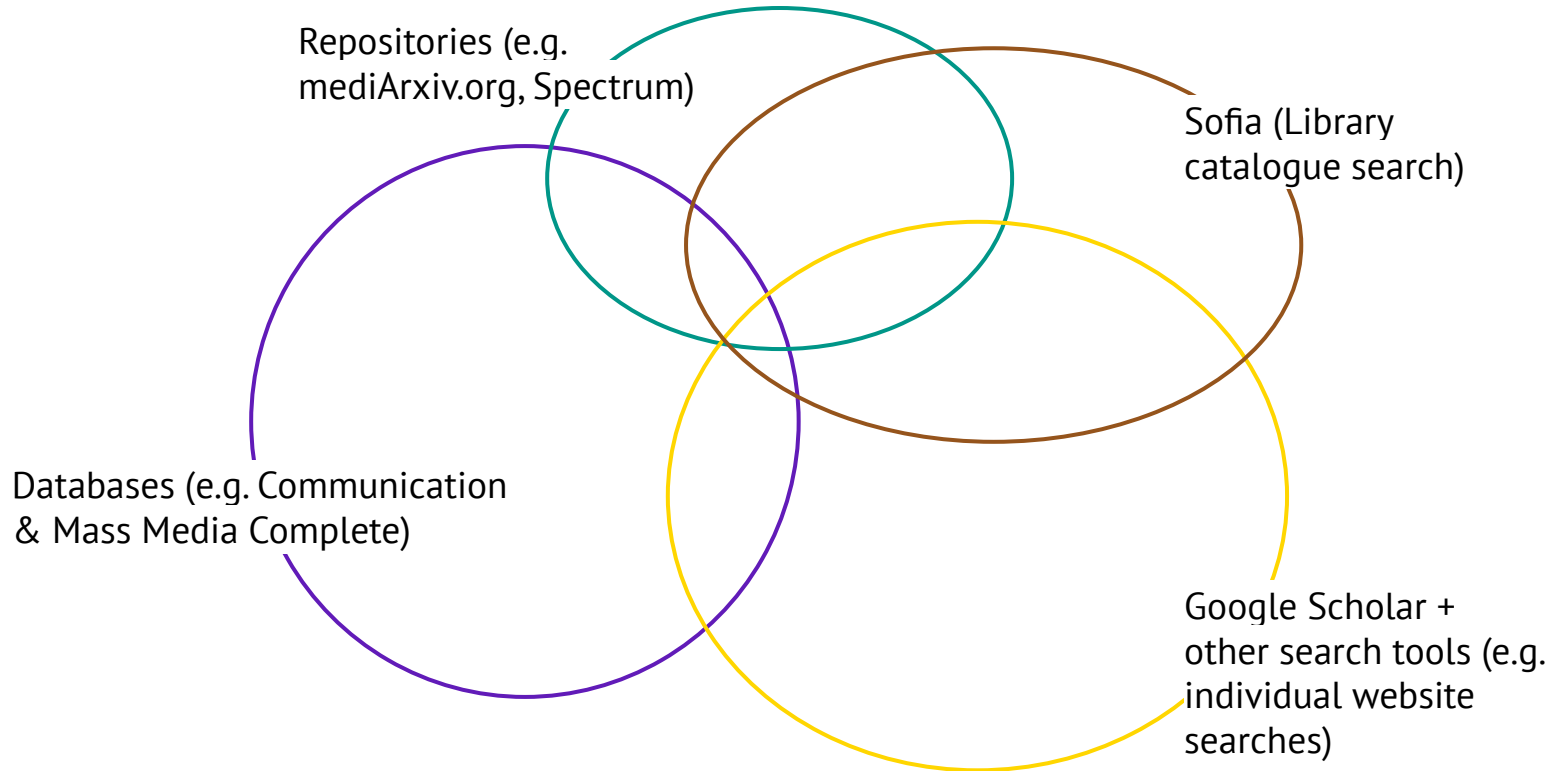 Repositories (e.g.
mediArxiv.org, Spectrum)
Sofia (Library
catalogue search)
Databases (e.g. Communication
& Mass Media Complete)
Google Scholar +
other search tools (e.g.
individual website
searches)